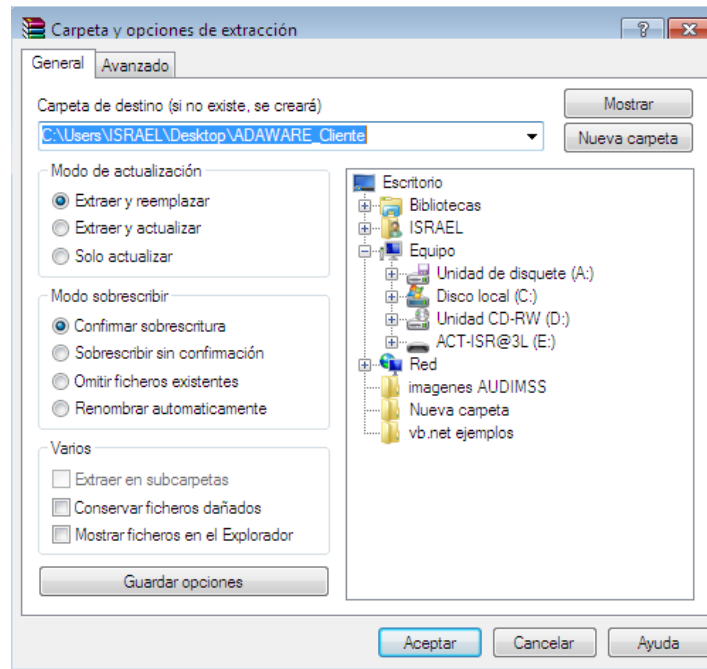 Carpeta y opciones de extracción
General
Avanzado
Carpeta de destino (si no existe, se creará)
Mostrar
C:\Users\ISRAEL\Desktop\ADAWARE_Cliente
Nueva carpeta
Modo de actualización
Extraer y reemplazar
Extraer y actualizar
Solo actualizar
Modo sobrescribir
Confirmar sobrescritura
Sobrescribir sin confirmación
Omitir ficheros existentes
Renombrar automaticamente
Varios
Extraer en subcarpetas
Conservar ficheros dañados
Mostrar ficheros en el Explorador
Guardar opciones
Escritorio
Bibliotecas
ISRAEL
Equipo
Unidad de disquete (A:)
Disco local (C:)
Unidad CD-RW (D:)
ACT-ISR@3L (E:)
Red
imagenes AUDIMSS
Nueva carpeta
vb.net ejemplos
Aceptar
Cancelar
Ayuda